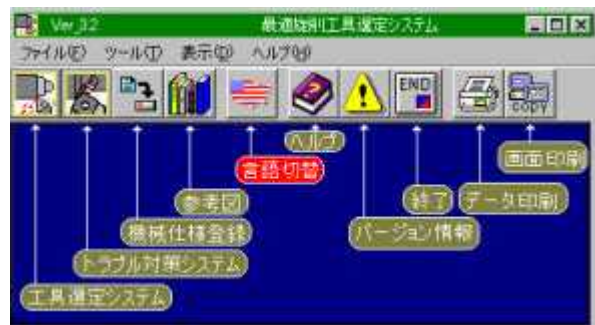 Ver_3.2 最適旋削工具選定システム
ファイル(F) ツール(T) 表示(D) ヘルプ(H)
END
COPY
ヘルプ
画面印刷
言語切替
参考図
終了
データ印刷
機械仕様登録
バージョン情報
トラブル対策システム
工具選定システム